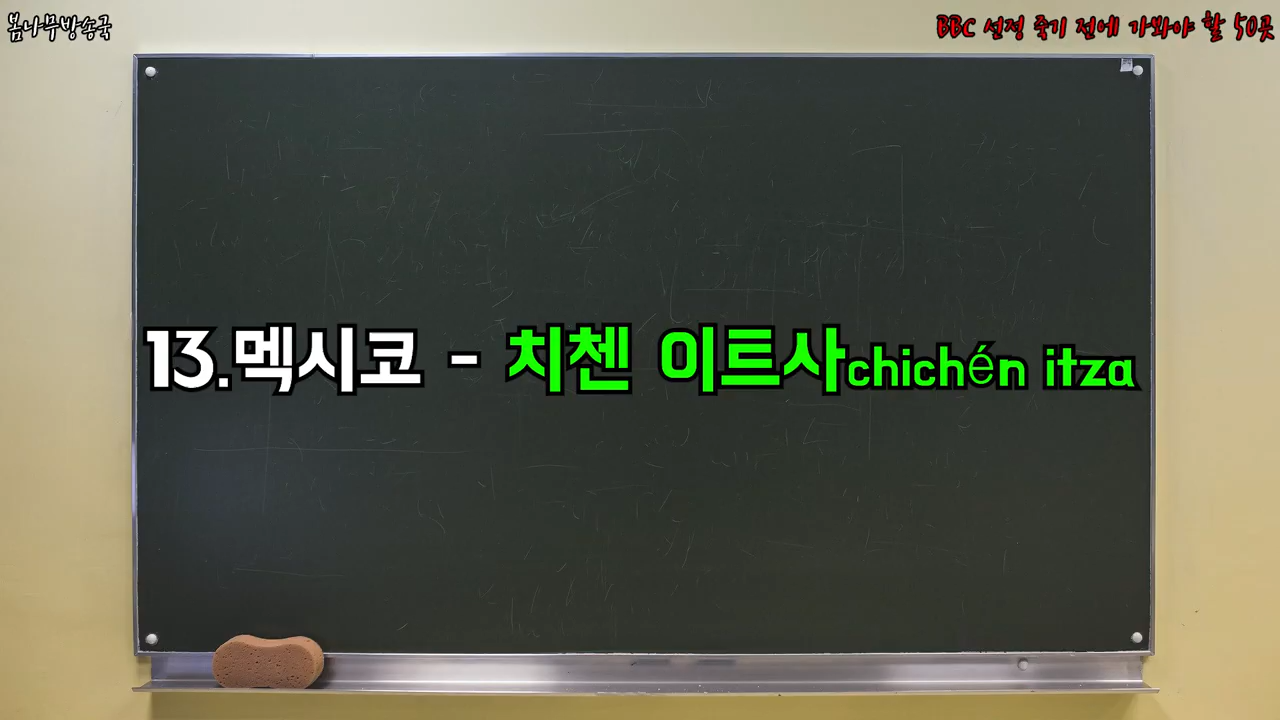 봄나무방송국
BBC 선정 죽기 전에 가봐야 할 50곳
13.멕시코 - 치첸 이트사chichén itza